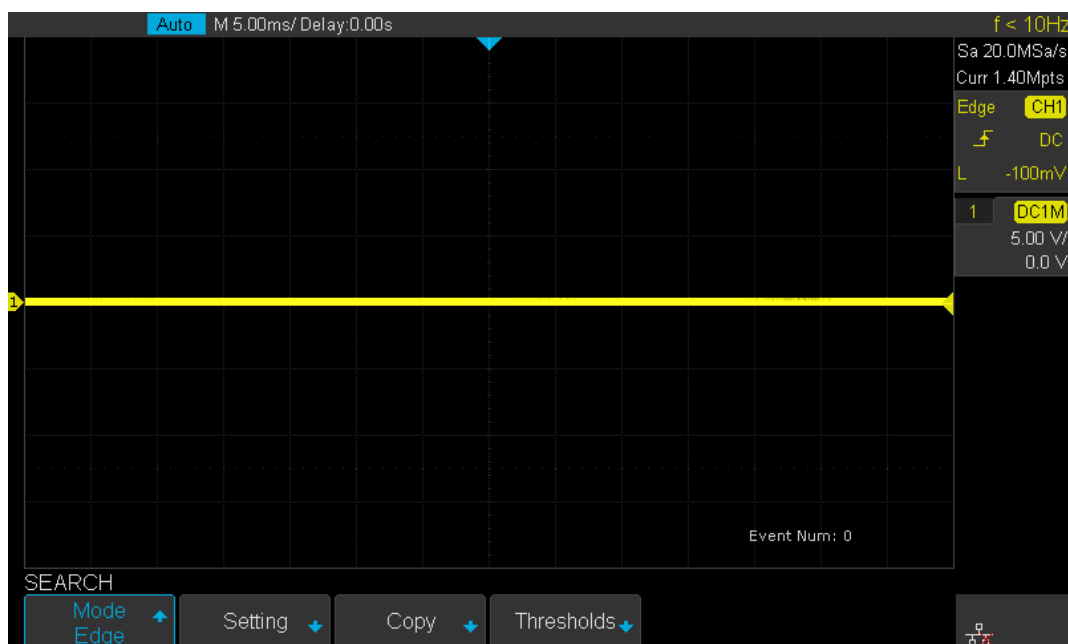 Auto M 5.00ms/ Delay:0.00s f < 10Hz
Sa 20.0MSa/s
Curr 1.40Mpts
Edge CH1
DC
L -100mV
1 DC1M
5.00 V/
0.0 V
1
Event Num: 0
SEARCH
Mode
Edge
Setting
Copy
Thresholds